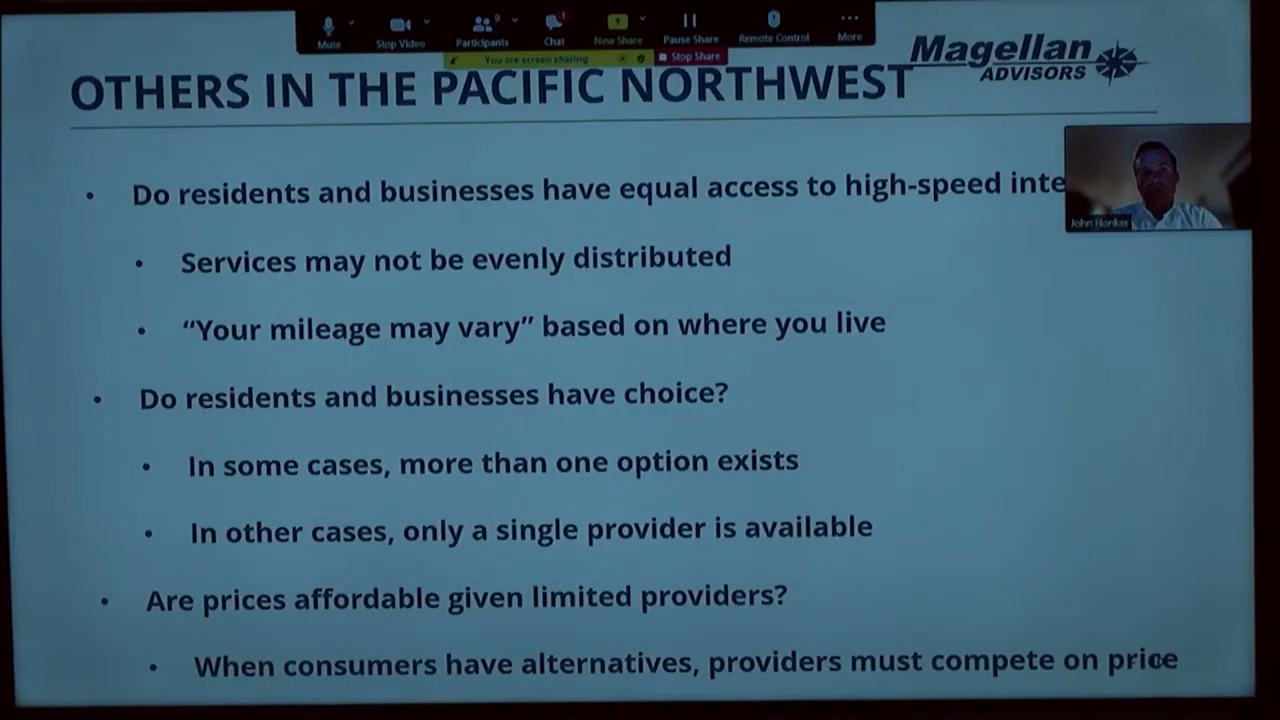 Mute
Stop Video
Participants
9
Chat
1
New Share
Pause Share
Remote Control
More
You are screen sharing
Stop Share
Magellan
ADVISORS
OTHERS IN THE PACIFIC NORTHWEST
John Honker
• Do residents and businesses have equal access to high-speed inte
• Services may not be evenly distributed
• “Your mileage may vary” based on where you live
• Do residents and businesses have choice?
• In some cases, more than one option exists
• In other cases, only a single provider is available
• Are prices affordable given limited providers?
• When consumers have alternatives, providers must compete on price